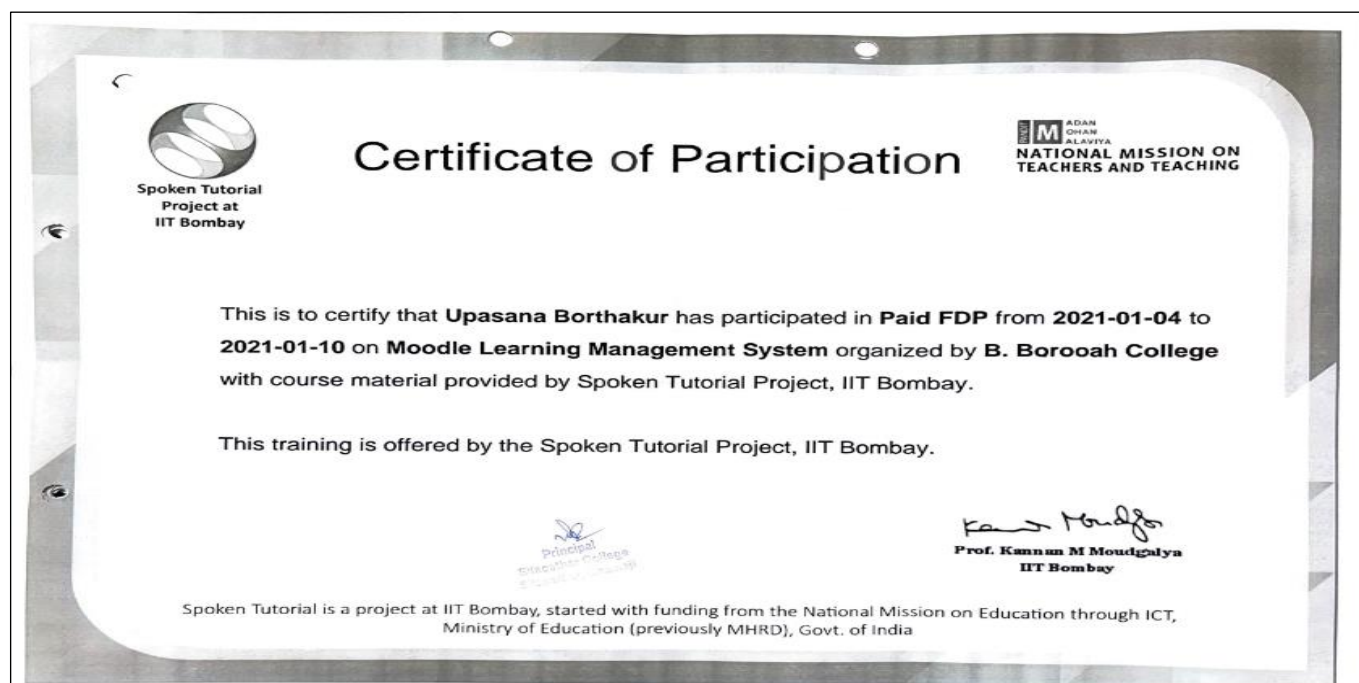 Spoken Tutorial
Project at
IIT Bombay
Certificate of Participation
PANDIT
MADAN
MOHAN
MALAVIYA
NATIONAL MISSION ON
TEACHERS AND TEACHING
This is to certify that Upasana Borthakur has participated in Paid FDP from 2021-01-04 to
2021-01-10 on Moodle Learning Management System organized by B. Borooah College
with course material provided by Spoken Tutorial Project, IIT Bombay.
This training is offered by the Spoken Tutorial Project, IIT Bombay.
Principal
College
Prof. Kannan M Moudgalya
IIT Bombay
Spoken Tutorial is a project at IIT Bombay, started with funding from the National Mission on Education through ICT,
Ministry of Education (previously MHRD), Govt. of India